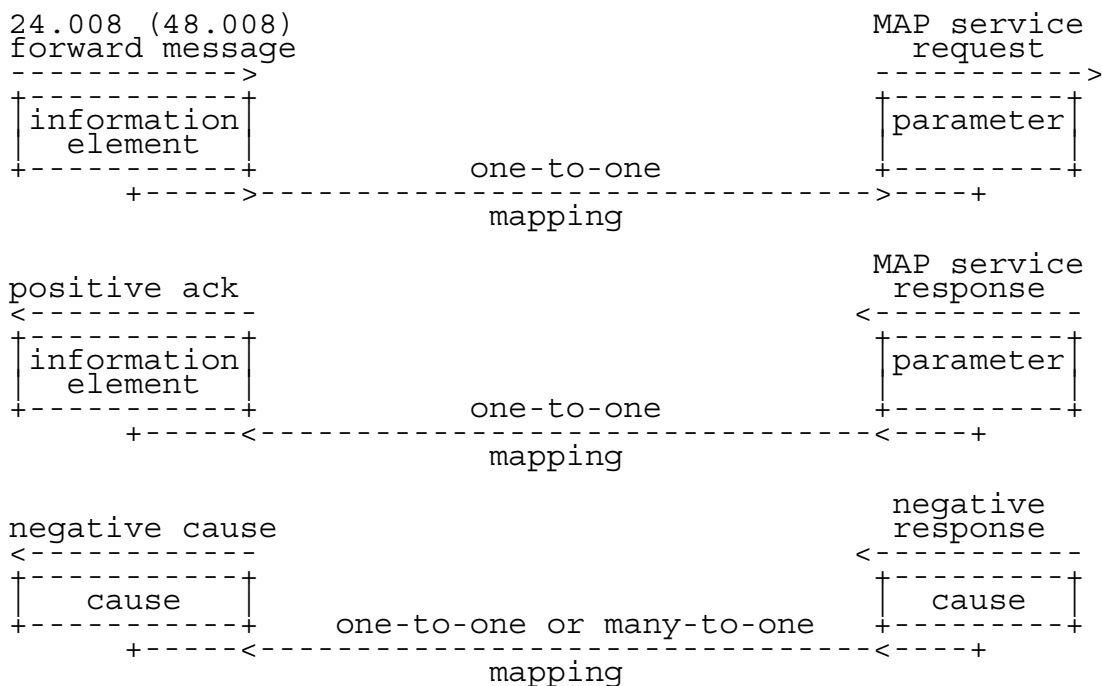 24.008 (48.008) MAP service
forward message request
information parameter
element
one-to-one
mapping
MAP service
positive ack response
information parameter
element
one-to-one
mapping
negative
negative cause response
cause cause
one-to-one or many-to-one
mapping